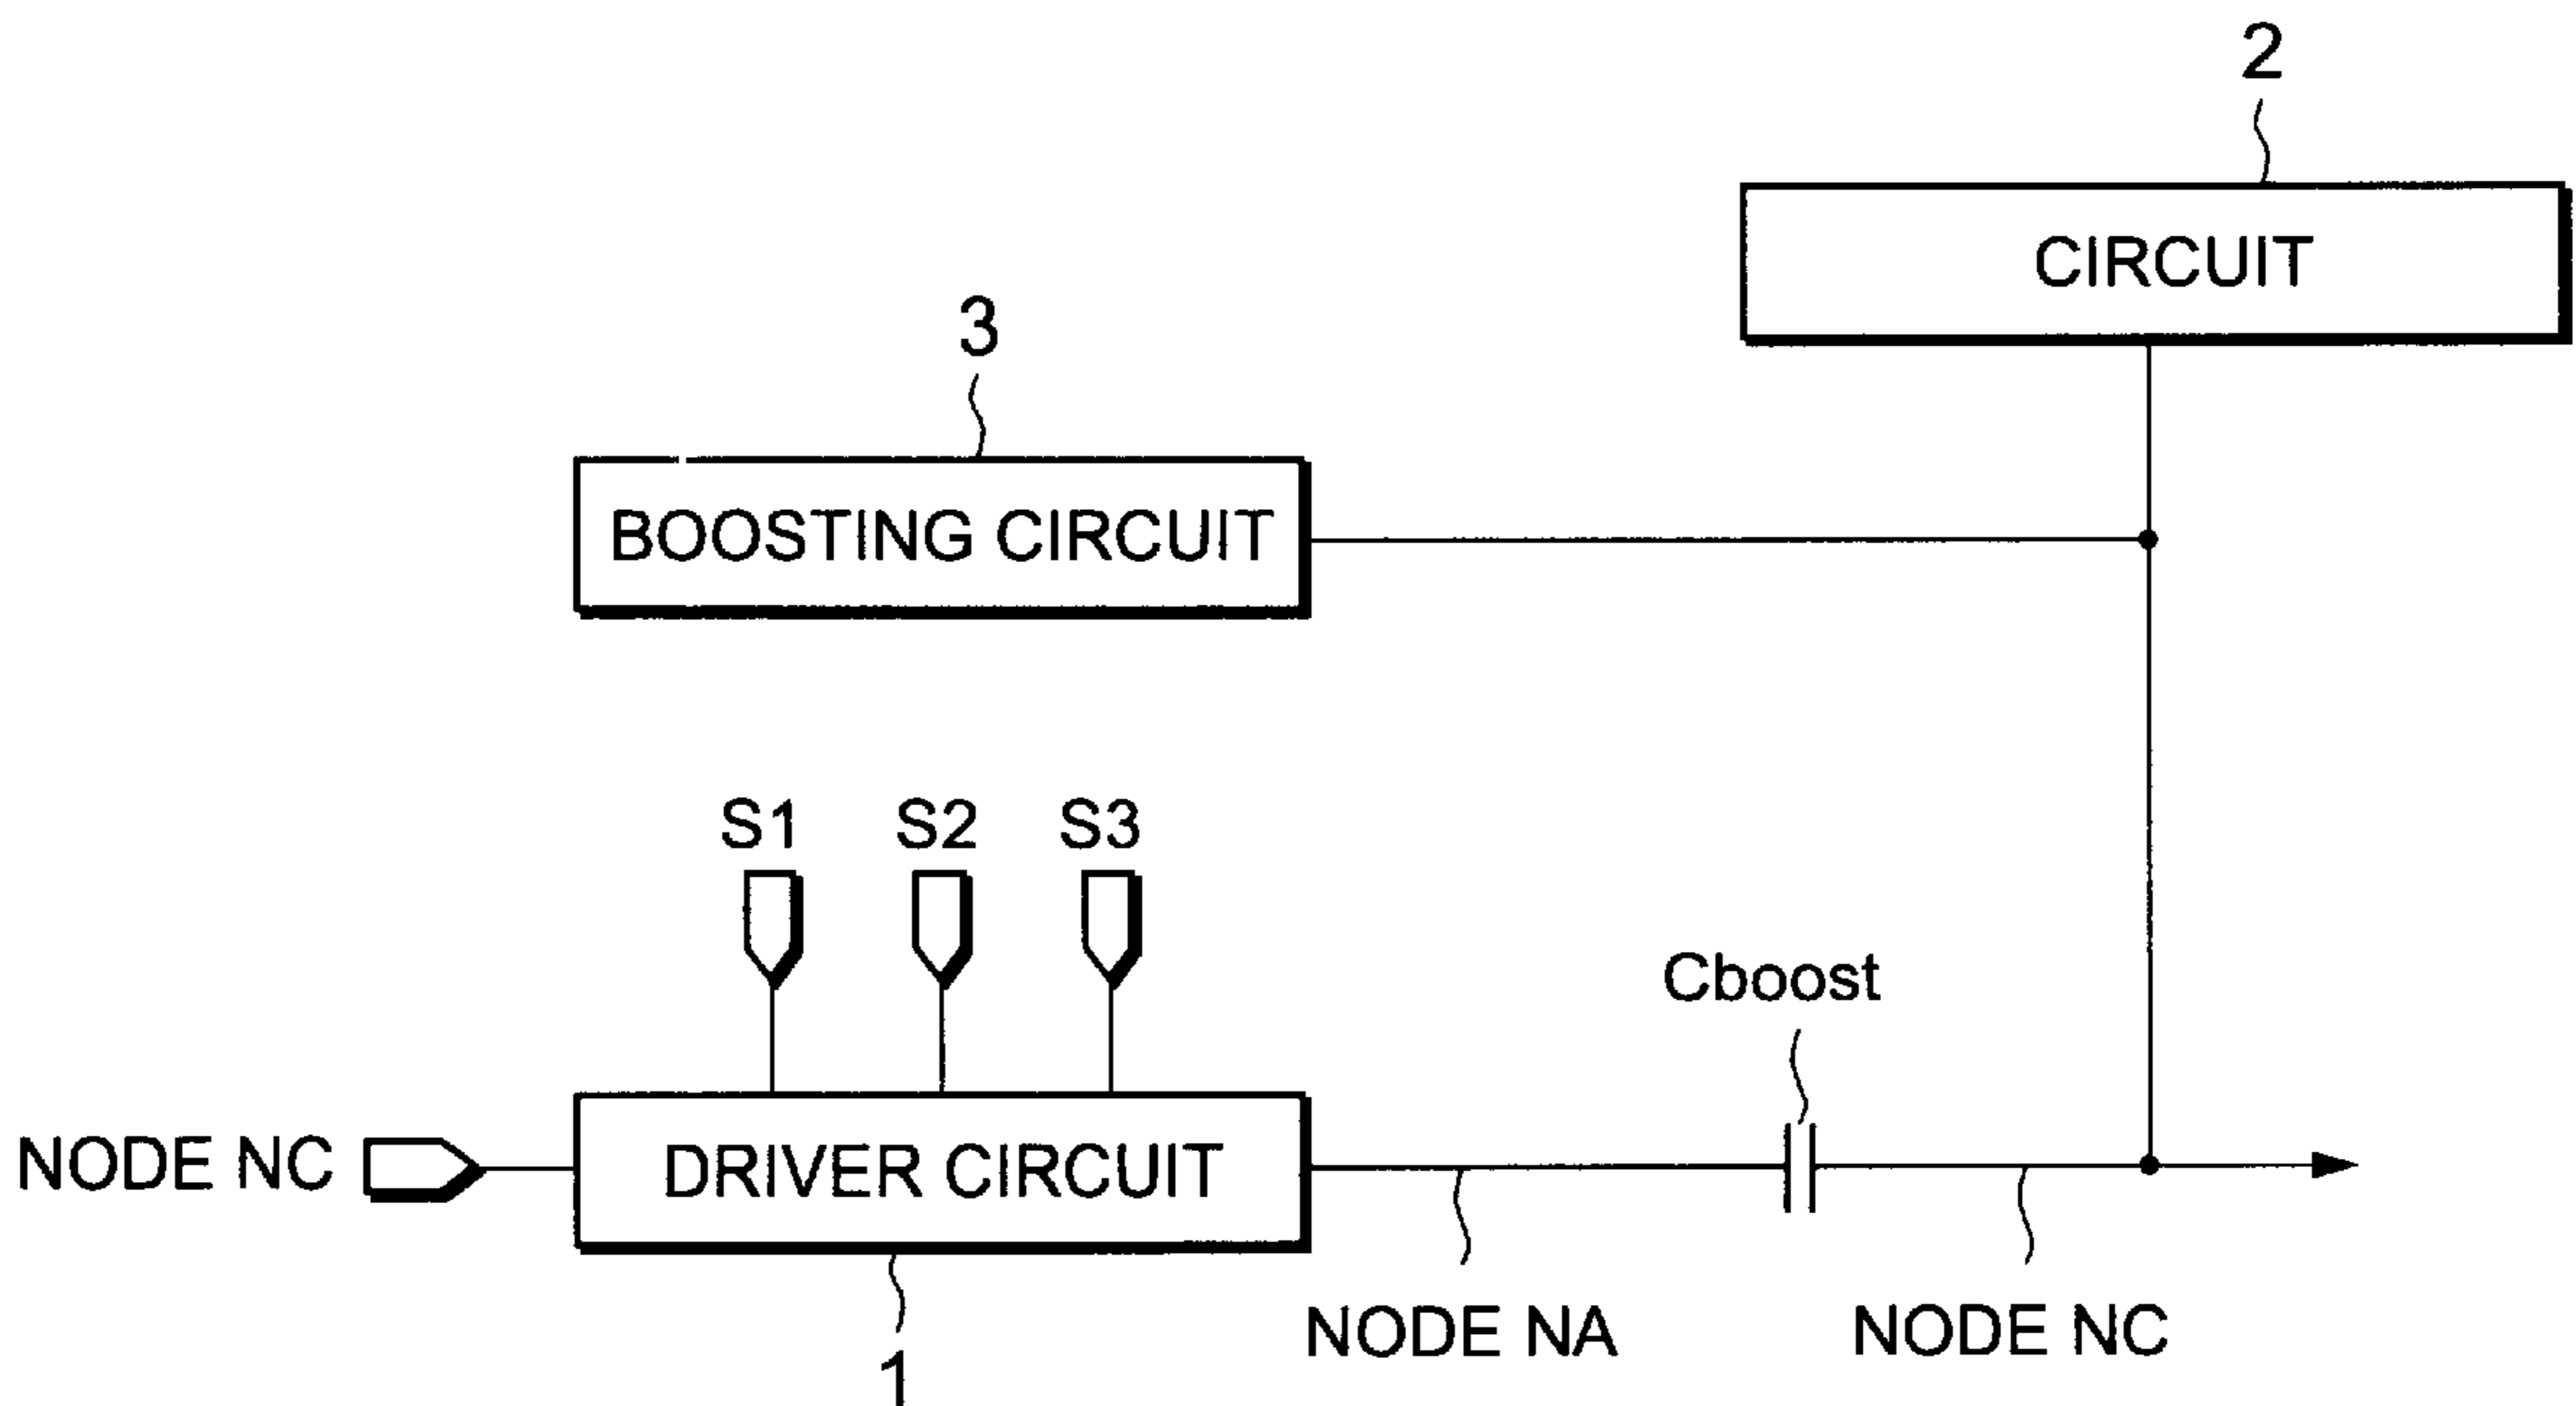 2
CIRCUIT
3
BOOSTING CIRCUIT
S1 S2 S3
Cboost
NODE NC
DRIVER CIRCUIT
NODE NA
NODE NC
1